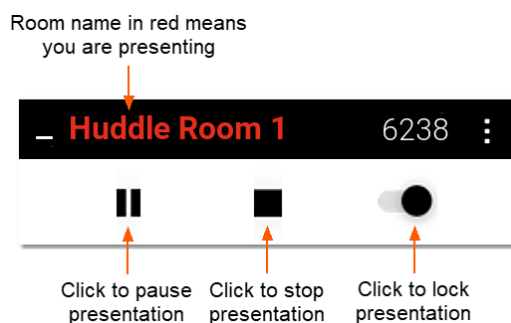 Room name in red means
you are presenting
Huddle Room 1 6238
Click to pause
presentation
Click to stop
presentation
Click to lock
presentation